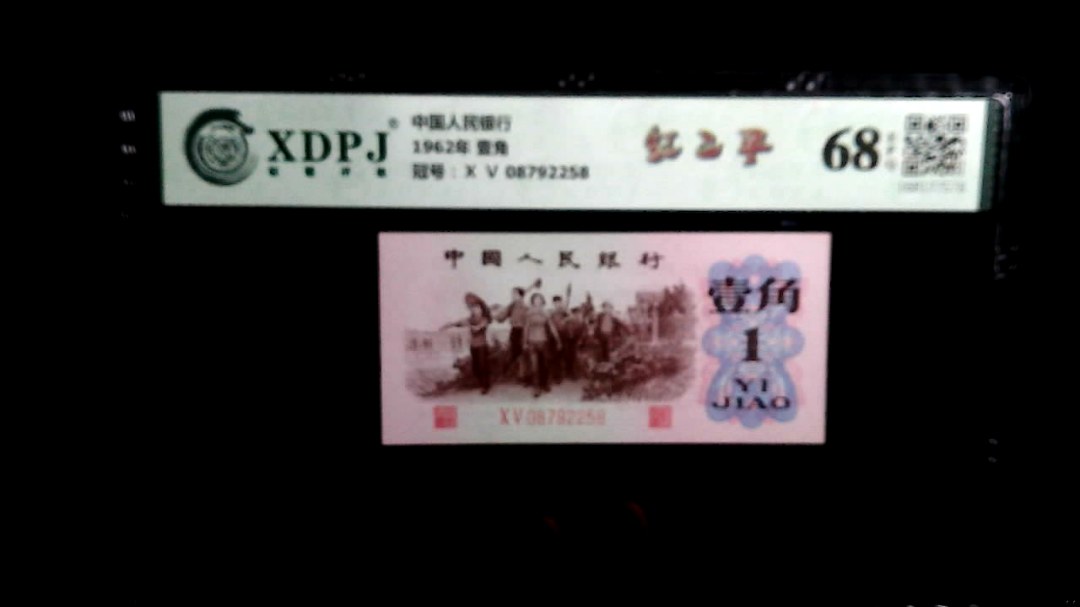 XDPJ®
中国人民银行
1962年 壹角
冠号：X V 08792258
红二平
68
中國人民銀行
壹角
1
YI
JIAO
XV08792258